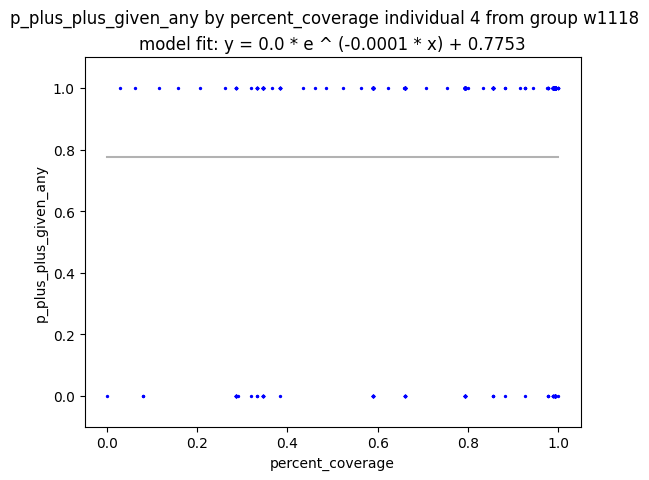 p_plus_plus_given_any by percent_coverage individual 4 from group w1118
model fit: y = 0.0 * e ^ (-0.0001 * x) + 0.7753
1.0
0.8
0.6
0.4
0.2
0.0
p_plus_plus_given_any
0.0 0.2 0.4 0.6 0.8 1.0
percent_coverage